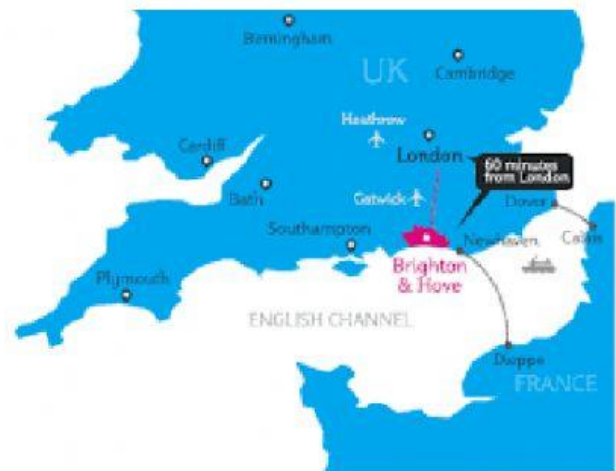 Birmingham
UK
Cambridge
Heathrow
London
Cardiff
60 minutes
from London
Bath
Gatwick
Dover
Southampton
Newhaven
Calais
Brighton
& Hove
Plymouth
ENGLISH CHANNEL
Dieppe
FRANCE